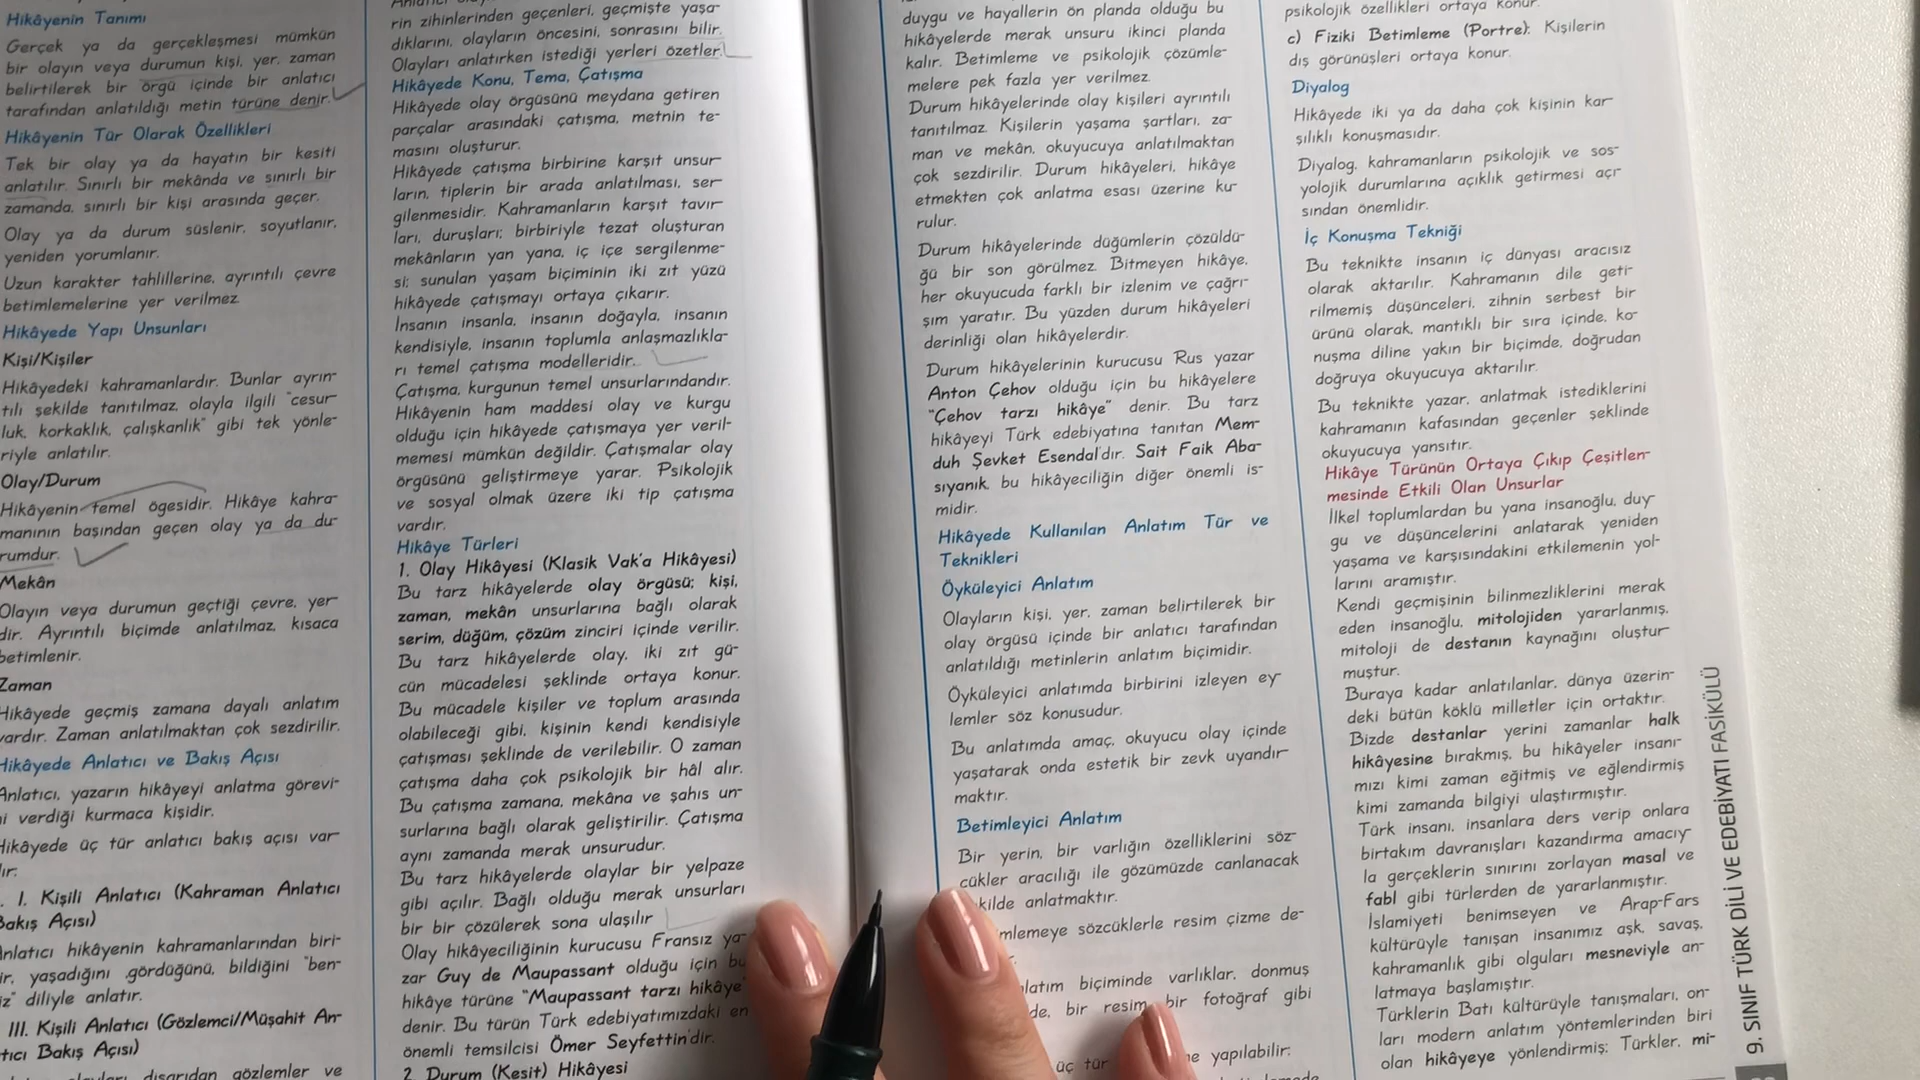 Hikâyenin Tanımı
Gerçek ya da gerçekleşmesi mümkün
bir olayın veya durumun kişi, yer, zaman
belirtilerek bir örgü içinde bir anlatıcı
tarafından anlatıldığı metin türüne denir.
Hikâyenin Tür Olarak Özellikleri
Tek bir olay ya da hayatın bir kesiti
anlatılır. Sınırlı bir mekânda ve sınırlı bir
zamanda, sınırlı bir kişi arasında geçer.
Olay ya da durum süslenir, soyutlanır,
yeniden yorumlanır.
Uzun karakter tahlillerine, ayrıntılı çevre
betimlemelerine yer verilmez.
Hikâyede Yapı Unsurları
Kişi/Kişiler
Hikâyedeki kahramanlardır. Bunlar ayrın-
tılı şekilde tanıtılmaz, olayla ilgili "cesur-
luk, korkaklık, çalışkanlık" gibi tek yönle-
riyle anlatılır.
Olay/Durum
Hikâyenin temel ögesidir. Hikâye kahra-
manının başından geçen olay ya da du-
rumdur.
Mekân
Olayın veya durumun geçtiği çevre, yer-
dir. Ayrıntılı biçimde anlatılmaz, kısaca
betimlenir.
Zaman
Hikâyede geçmiş zamana dayalı anlatım
vardır. Zaman anlatılmaktan çok sezdirilir.
Hikâyede Anlatıcı ve Bakış Açısı
Anlatıcı, yazarın hikâyeyi anlatma görevi-
verdiği kurmaca kişidir.
Hikâyede üç tür anlatıcı bakış açısı var-
I. Kişili Anlatıcı (Kahraman Anlatıcı
Bakış Açısı)
Anlatıcı hikâyenin kahramanlarından biri-
yaşadığını ,gördüğünü, bildiğini "ben-
diliyle anlatır.
III. Kişili Anlatıcı (Gözlemci/Müşahit An-
Bakış Açısı)
dışarıdan gözlemler ve
rin zihinlerinden geçenleri, geçmişte yaşa-
dıklarını, olayların öncesini, sonrasını bilir.
Olayları anlatırken istediği yerleri özetler.
Hikâyede Konu, Tema, Çatışma
Hikâyede olay örgüsünü meydana getiren
parçalar arasındaki çatışma, metnin te-
masını oluşturur.
Hikâyede çatışma birbirine karşıt unsur-
ların, tiplerin bir arada anlatılması, ser-
gilenmesidir. Kahramanların karşıt tavır-
ları, duruşları; birbiriyle tezat oluşturan
mekânların yan yana, iç içe sergilenme-
si; sunulan yaşam biçiminin iki zıt yüzü
hikâyede çatışmayı ortaya çıkarır.
İnsanın insanla, insanın doğayla, insanın
kendisiyle, insanın toplumla anlaşmazlıkla-
rı temel çatışma modelleridir.
Çatışma, kurgunun temel unsurlarındandır.
Hikâyenin ham maddesi olay ve kurgu
olduğu için hikâyede çatışmaya yer veril-
memesi mümkün değildir. Çatışmalar olay
örgüsünü geliştirmeye yarar. Psikolojik
ve sosyal olmak üzere iki tip çatışma
vardır.
Hikâye Türleri
1. Olay Hikâyesi (Klasik Vak'a Hikâyesi)
Bu tarz hikâyelerde olay örgüsü; kişi,
zaman, mekân unsurlarına bağlı olarak
serim, düğüm, çözüm zinciri içinde verilir.
Bu tarz hikâyelerde olay, iki zıt gü-
cün mücadelesi şeklinde ortaya konur.
Bu mücadele kişiler ve toplum arasında
olabileceği gibi, kişinin kendi kendisiyle
çatışması şeklinde de verilebilir. O zaman
çatışma daha çok psikolojik bir hâl alır.
Bu çatışma zamana, mekâna ve şahıs un-
surlarına bağlı olarak geliştirilir. Çatışma
aynı zamanda merak unsurudur.
Bu tarz hikâyelerde olaylar bir yelpaze
gibi açılır. Bağlı olduğu merak unsurları
bir bir çözülerek sona ulaşılır
Olay hikâyeciliğinin kurucusu Fransız ya-
zar Guy de Maupassant olduğu için bu
hikâye türüne "Maupassant tarzı hikâye"
denir. Bu türün Türk edebiyatımızdaki en
önemli temsilcisi Ömer Seyfettin'dir.
2. Durum (Kesit) Hikâyesi
duygu ve hayallerin ön planda olduğu bu
hikâyelerde merak unsuru ikinci planda
kalır. Betimleme ve psikolojik çözümle-
melere pek fazla yer verilmez.
Durum hikâyelerinde olay kişileri ayrıntılı
tanıtılmaz. Kişilerin yaşama şartları, za-
man ve mekân, okuyucuya anlatılmaktan
çok sezdirilir. Durum hikâyeleri, hikâye
etmekten çok anlatma esası üzerine ku-
rulur.
Durum hikâyelerinde düğümlerin çözüldü-
ğü bir son görülmez. Bitmeyen hikâye,
her okuyucuda farklı bir izlenim ve çağrı-
şım yaratır. Bu yüzden durum hikâyeleri
derinliği olan hikâyelerdir.
Durum hikâyelerinin kurucusu Rus yazar
Anton Çehov olduğu için bu hikâyelere
"Çehov tarzı hikâye" denir. Bu tarz
hikâyeyi Türk edebiyatına tanıtan Mem-
duh Şevket Esendal'dır. Sait Faik Aba-
sıyanık, bu hikâyeciliğin diğer önemli is-
midir.
Hikâyede Kullanılan Anlatım Tür ve
Teknikleri
Öyküleyici Anlatım
Olayların kişi, yer, zaman belirtilerek bir
olay örgüsü içinde bir anlatıcı tarafından
anlatıldığı metinlerin anlatım biçimidir.
Öyküleyici anlatımda birbirini izleyen ey-
lemler söz konusudur.
Bu anlatımda amaç, okuyucu olay içinde
yaşatarak onda estetik bir zevk uyandır-
maktır.
Betimleyici Anlatım
Bir yerin, bir varlığın özelliklerini söz-
cükler aracılığı ile gözümüzde canlanacak
kilde anlatmaktır.
mlemeye sözcüklerle resim çizme de-
latım biçiminde varlıklar, donmuş
de, bir resim, bir fotoğraf gibi
üç tür yapılabilir:
psikolojik özellikleri ortaya konur.
c) Fiziki Betimleme (Portre): Kişilerin
dış görünüşleri ortaya konur.
Diyalog
Hikâyede iki ya da daha çok kişinin kar-
şılıklı konuşmasıdır.
Diyalog, kahramanların psikolojik ve sos-
yolojik durumlarına açıklık getirmesi açı-
sından önemlidir.
İç Konuşma Tekniği
Bu teknikte insanın iç dünyası aracısız
olarak aktarılır. Kahramanın dile geti-
rilmemiş düşünceleri, zihnin serbest bir
ürünü olarak, mantıklı bir sıra içinde, ko-
nuşma diline yakın bir biçimde, doğrudan
doğruya okuyucuya aktarılır.
Bu teknikte yazar, anlatmak istediklerini
kahramanın kafasından geçenler şeklinde
okuyucuya yansıtır.
Hikâye Türünün Ortaya Çıkıp Çeşitlen-
mesinde Etkili Olan Unsurlar
İlkel toplumlardan bu yana insanoğlu, duy-
gu ve düşüncelerini anlatarak yeniden
yaşama ve karşısındakini etkilemenin yol-
larını aramıştır.
Kendi geçmişinin bilinmezliklerini merak
eden insanoğlu, mitolojiden yararlanmış,
mitoloji de destanın kaynağını oluştur-
muştur.
Buraya kadar anlatılanlar, dünya üzerin-
deki bütün köklü milletler için ortaktır.
Bizde destanlar yerini zamanlar halk
hikâyesine bırakmış, bu hikâyeler insanı-
mızı kimi zaman eğitmiş ve eğlendirmiş
kimi zamanda bilgiyi ulaştırmıştır.
Türk insanı, insanlara ders verip onlara
birtakım davranışları kazandırma amacıy-
la gerçeklerin sınırını zorlayan masal ve
fabl gibi türlerden de yararlanmıştır.
İslamiyeti benimseyen ve Arap-Fars
kültürüyle tanışan insanımız aşk, savaş,
kahramanlık gibi olguları mesneviyle an-
latmaya başlamıştır.
Türklerin Batı kültürüyle tanışmaları, on-
ları modern anlatım yöntemlerinden biri
olan hikâyeye yönlendirmiş; Türkler, mi-
9. SINIF TÜRK DİLİ VE EDEBİYATI FASİKÜLÜ